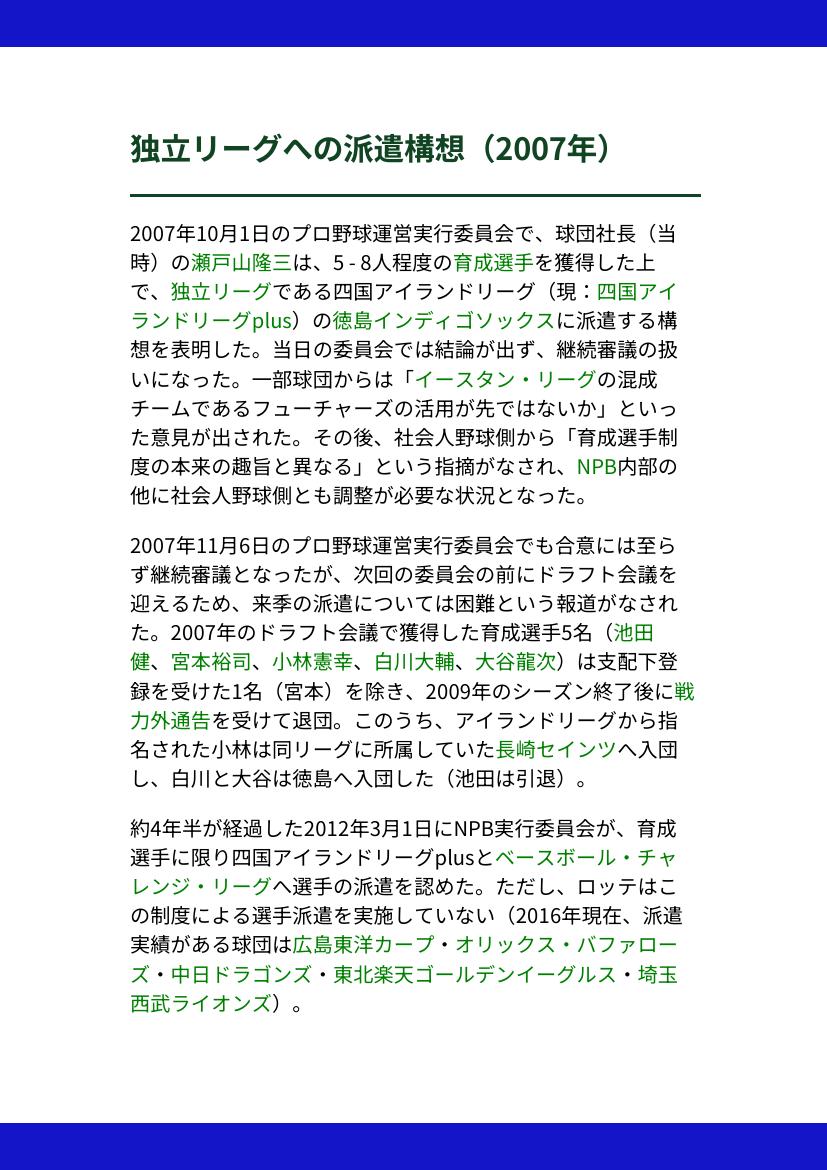 独立リーグへの派遣構想（2007年）
2007年10月1日のプロ野球運営実行委員会で、球団社長（当
時）の瀬戸山隆三は、5 - 8人程度の育成選手を獲得した上
で、独立リーグである四国アイランドリーグ（現：四国アイ
ランドリーグplus）の徳島インディゴソックスに派遣する構
想を表明した。当日の委員会では結論が出ず、継続審議の扱
いになった。一部球団からは「イースタン・リーグの混成
チームであるフューチャーズの活用が先ではないか」といっ
た意見が出された。その後、社会人野球側から「育成選手制
度の本来の趣旨と異なる」という指摘がなされ、NPB内部の
他に社会人野球側とも調整が必要な状況となった。
2007年11月6日のプロ野球運営実行委員会でも合意には至ら
ず継続審議となったが、次回の委員会の前にドラフト会議を
迎えるため、来季の派遣については困難という報道がなされ
た。2007年のドラフト会議で獲得した育成選手5名（池田
健、宮本裕司、小林憲幸、白川大輔、大谷龍次）は支配下登
録を受けた1名（宮本）を除き、2009年のシーズン終了後に戦
力外通告を受けて退団。このうち、アイランドリーグから指
名された小林は同リーグに所属していた長崎セインツへ入団
し、白川と大谷は徳島へ入団した（池田は引退）。
約4年半が経過した2012年3月1日にNPB実行委員会が、育成
選手に限り四国アイランドリーグplusとベースボール・チャ
レンジ・リーグへ選手の派遣を認めた。ただし、ロッテはこ
の制度による選手派遣を実施していない（2016年現在、派遣
実績がある球団は広島東洋カープ・オリックス・バファロー
ズ・中日ドラゴンズ・東北楽天ゴールデンイーグルス・埼玉
西武ライオンズ）。